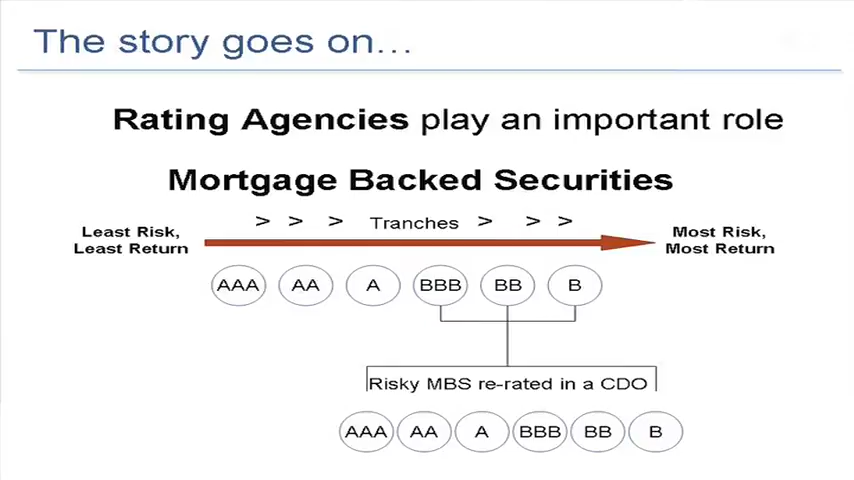 The story goes on…
Rating Agencies play an important role
Mortgage Backed Securities
> > > Tranches > > >
Least Risk,
Least Return
Most Risk,
Most Return
AAA AA A BBB BB B
Risky MBS re-rated in a CDO
AAA AA A BBB BB B